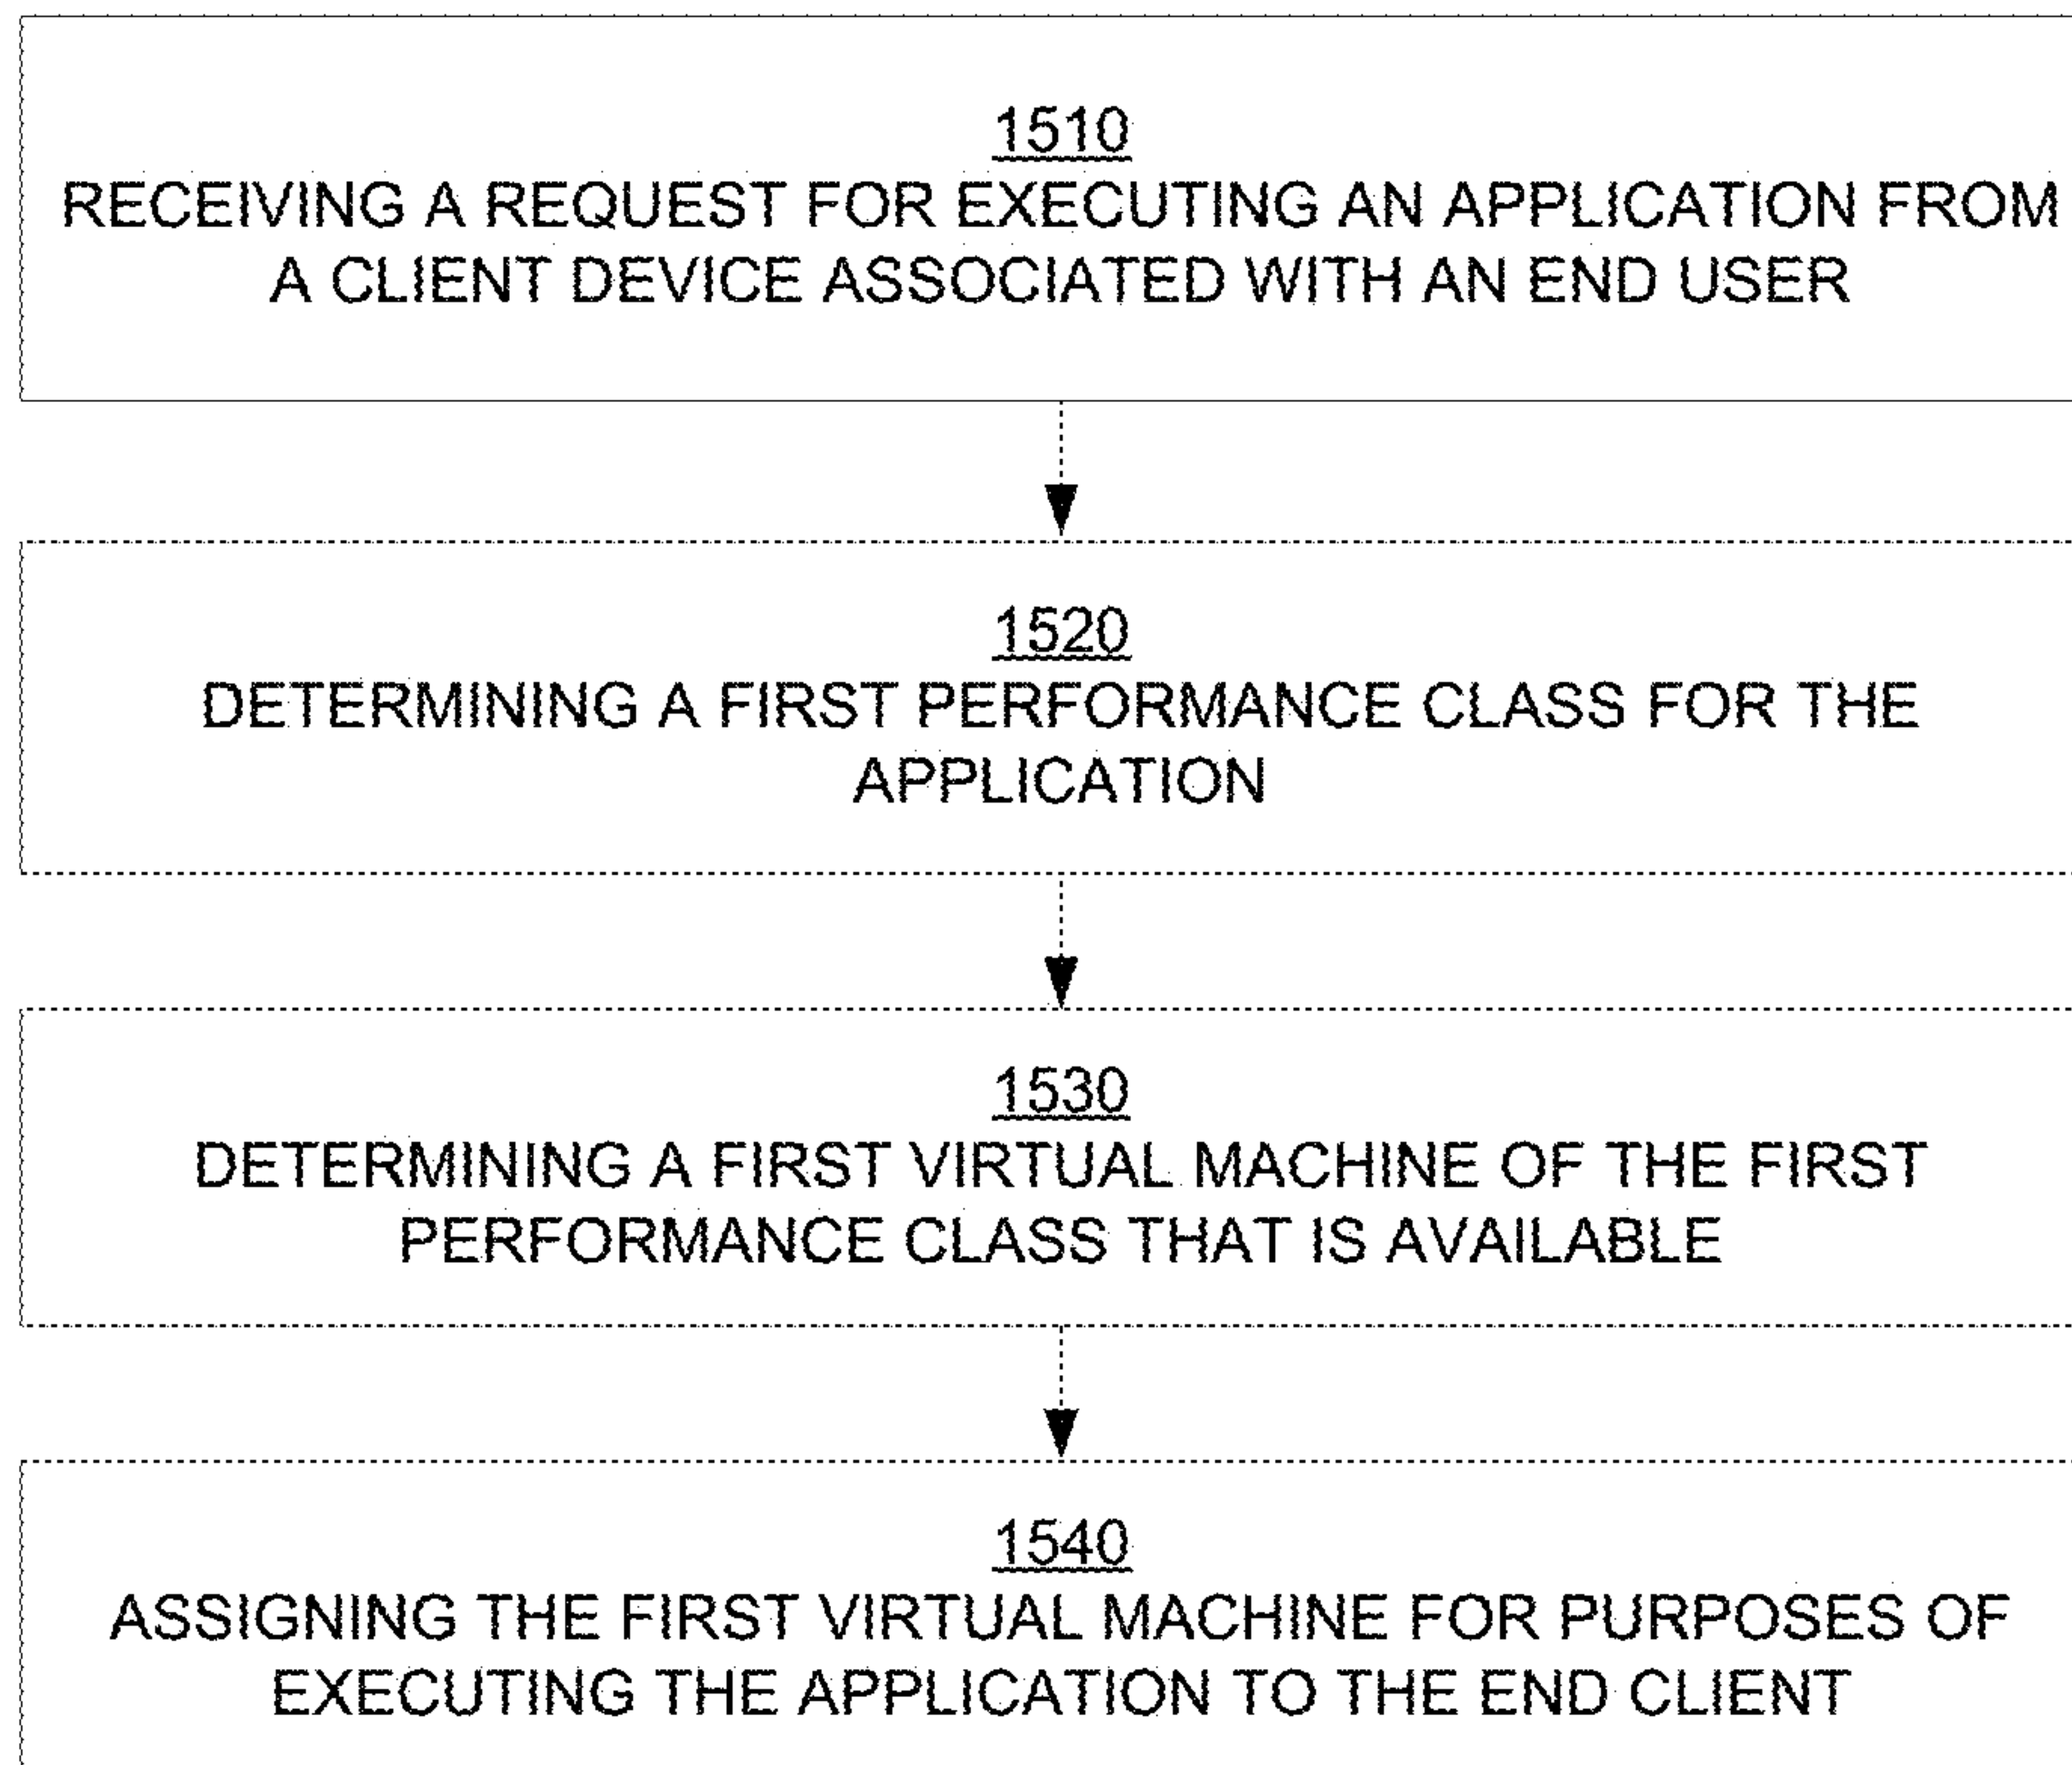 1510
RECEIVING A REQUEST FOR EXECUTING AN APPLICATION FROM
A CLIENT DEVICE ASSOCIATED WITH AN END USER
1520
DETERMINING A FIRST PERFORMANCE CLASS FOR THE
APPLICATION
1530
DETERMINING A FIRST VIRTUAL MACHINE OF THE FIRST
PERFORMANCE CLASS THAT IS AVAILABLE
1540
ASSIGNING THE FIRST VIRTUAL MACHINE FOR PURPOSES OF
EXECUTING THE APPLICATION TO THE END CLIENT